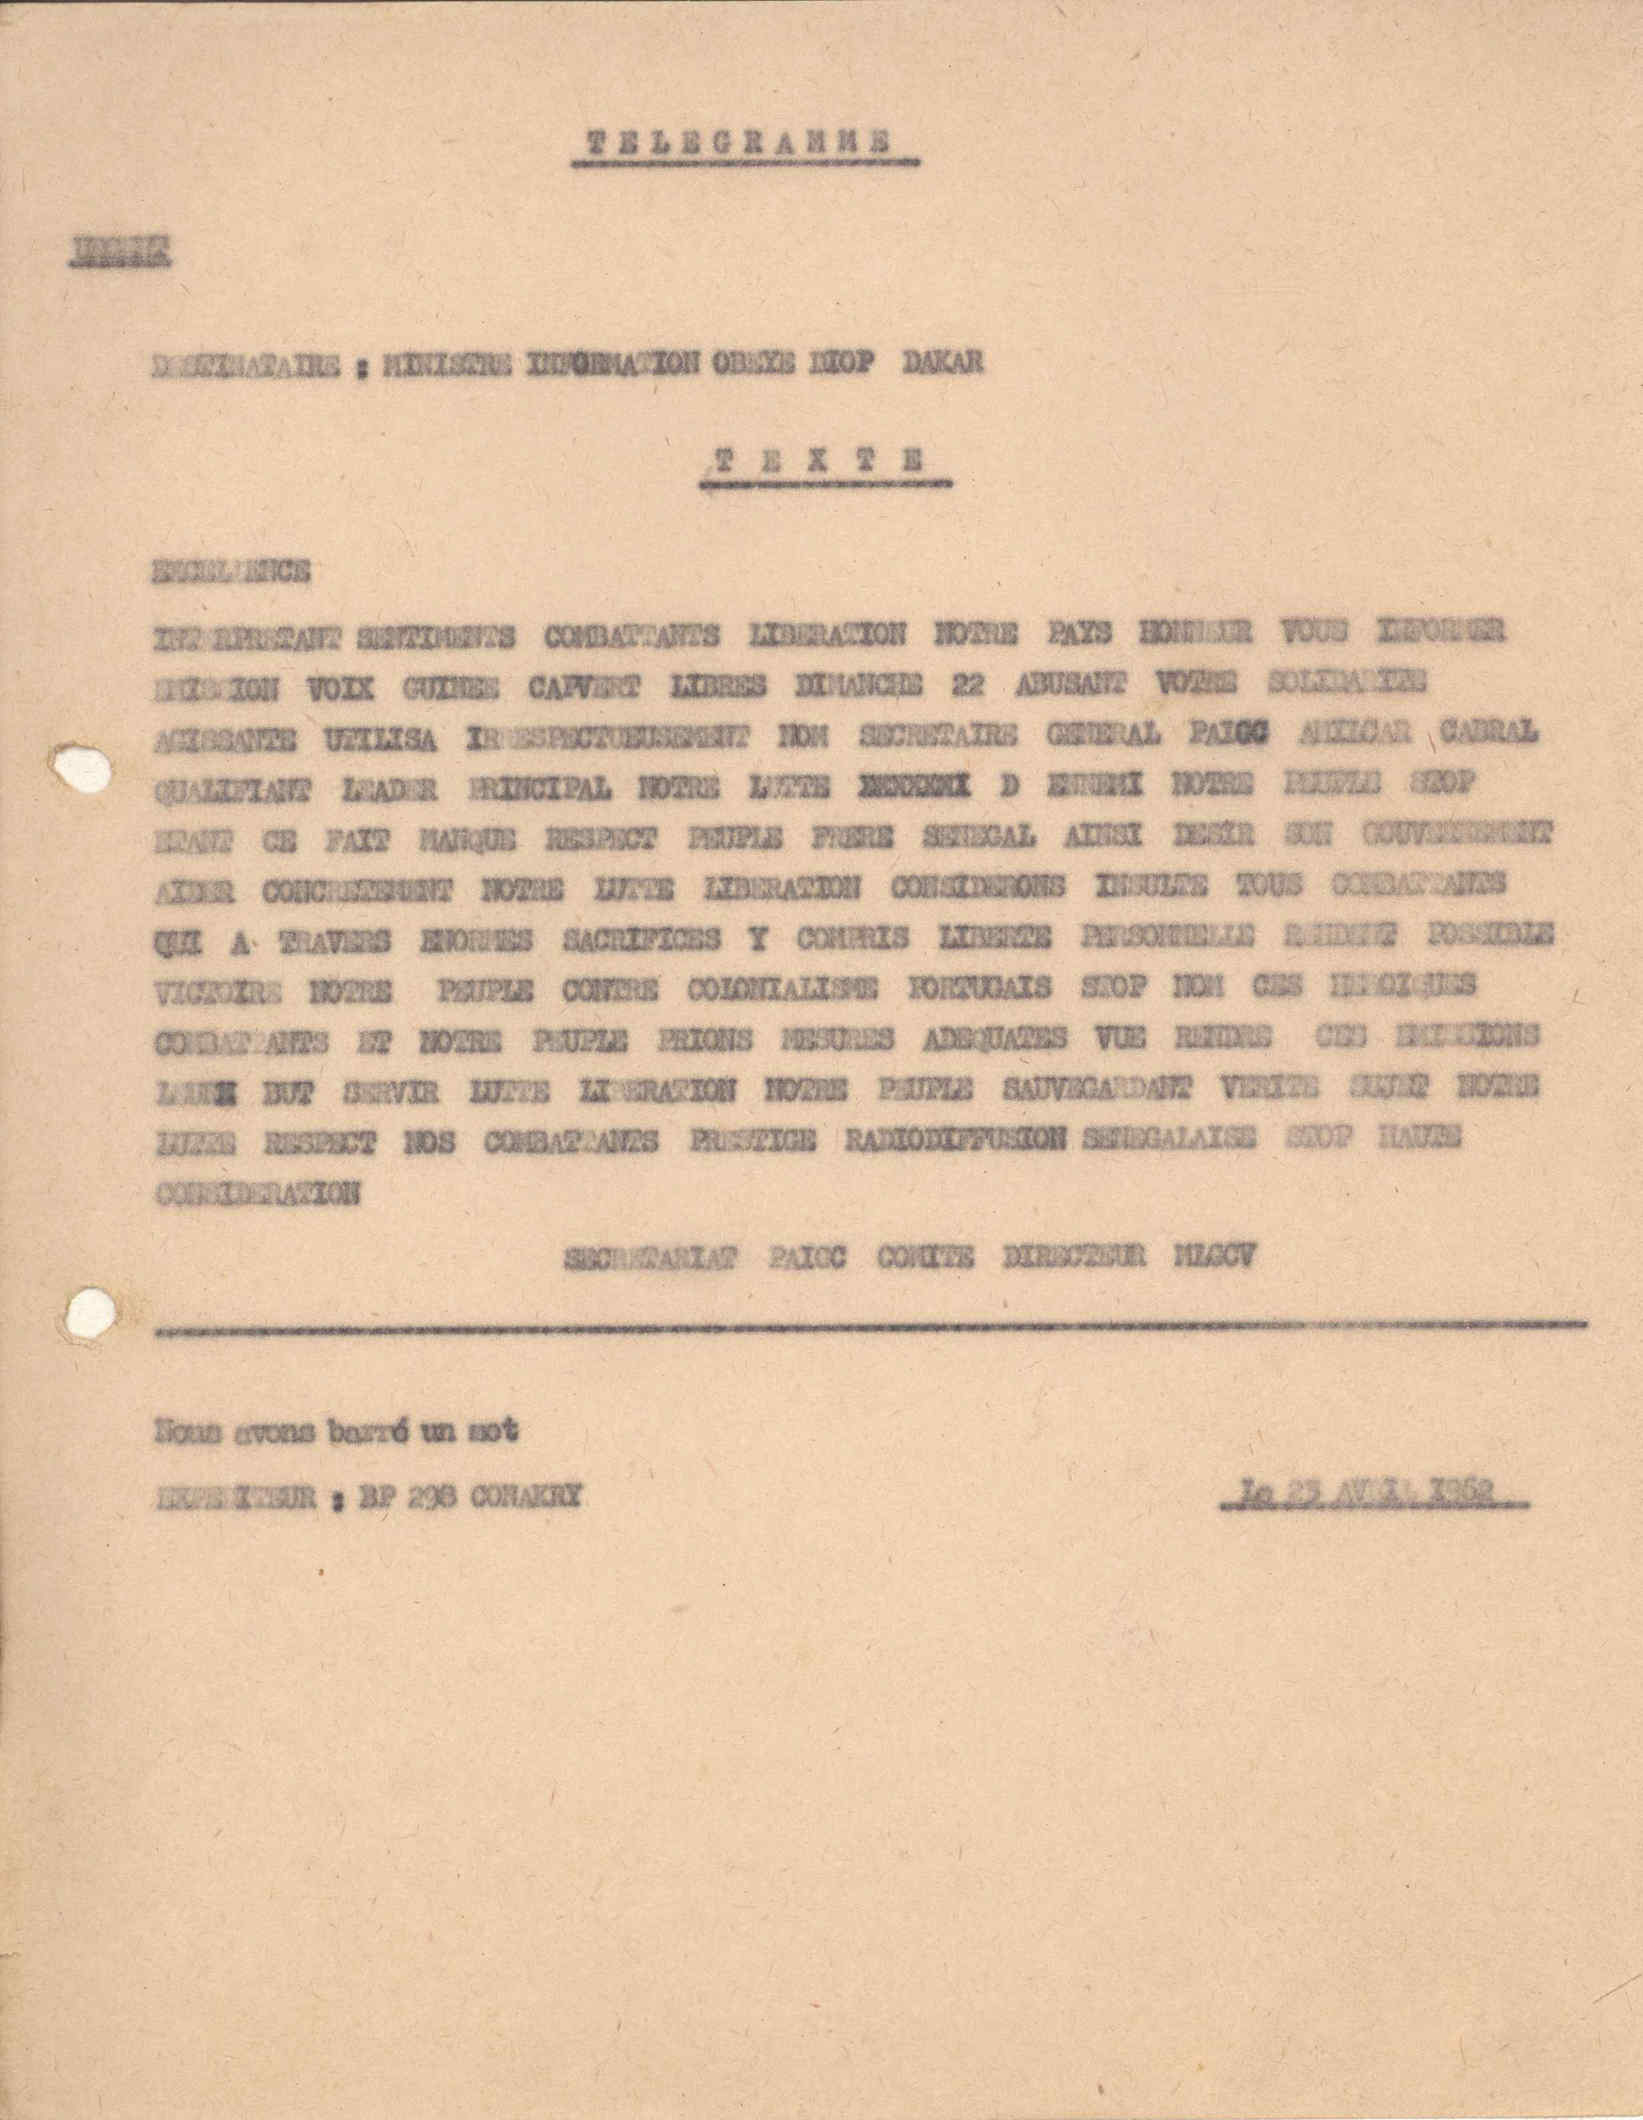 TELEGRAMME
URGENT
DESTINATAIRE : MINISTRE INFORMATION OBEYE DIOP DAKAR
TEXTE
EXCELLENCE
INTERPRETANT SENTIMENTS COMBATTANTS LIBERATION NOTRE PAYS HONNEUR VOUS INFORMER
EMISSION VOIX GUINEE CAPVERT LIBRES DIMANCHE 22 ABUSANT VOTRE SOLIDARITE
AGISSANTE UTILISA IRRESPECTUEUSEMENT NOM SECRETAIRE GENERAL PAIGC AMILCAR CABRAL
QUALIFIANT LEADER PRINCIPAL NOTRE LUTTE D ENNEMI NOTRE PEUPLE STOP
ETANT CE FAIT MANQUE RESPECT PEUPLE FRERE SENEGAL AINSI DESIR SON GOUVERNEMENT
AIDER CONCRETEMENT NOTRE LUTTE LIBERATION CONSIDERONS INSULTE TOUS COMBATTANTS
QUI A TRAVERS ENORMES SACRIFICES Y COMPRIS LIBERTE PERSONNELLE RENDENT POSSIBLE
VICTOIRE NOTRE PEUPLE CONTRE COLONIALISME PORTUGAIS STOP NOM CES HEROIQUES
COMBATTANTS ET NOTRE PEUPLE PRIONS MESURES ADEQUATES VUE RENDRE CES EMISSIONS
BUT SERVIR LUTTE LIBERATION NOTRE PEUPLE SAUVEGARDANT VERITE SUJET NOTRE
LUTTE RESPECT NOS COMBATTANTS PRESTIGE RADIODIFFUSION SENEGALAISE STOP HAUTE
CONSIDERATION
SECRETARIAT PAIGC COMITE DIRECTEUR MLGCV
Nous avons barré un mot
EXPEDITEUR : BP 298 CONAKRY
Le 23 AVRIL 1962